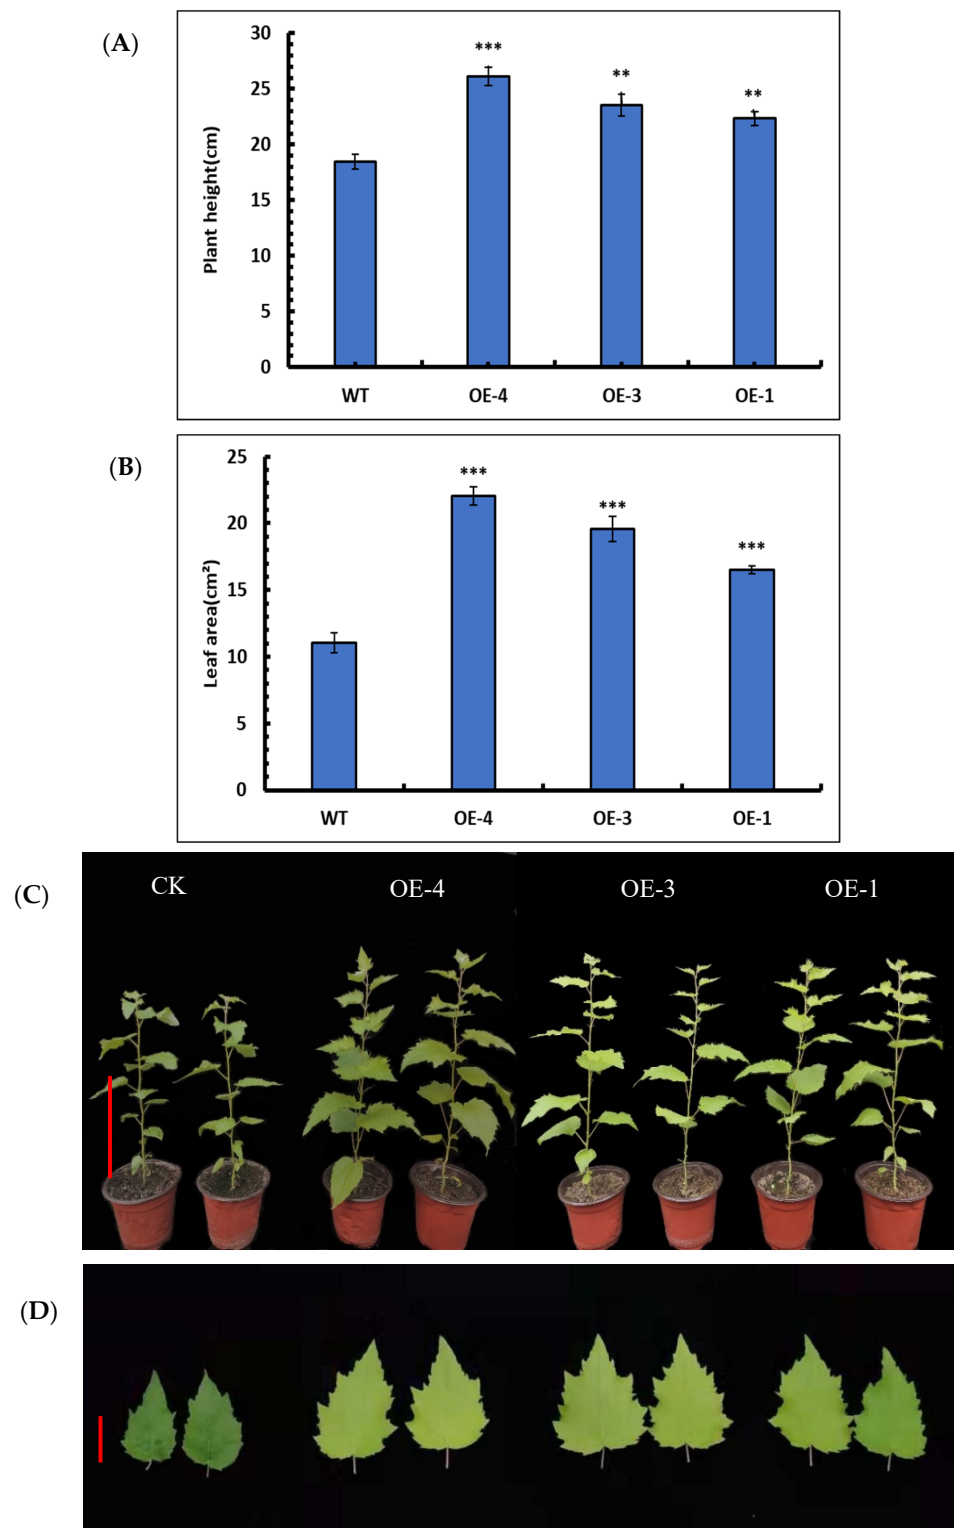 (A)
30
25
20
15
10
5
0
Plant height(cm)
***
**
**
WT OE-4 OE-3 OE-1
(B)
25
20
15
10
5
0
Leaf area(cm²)
***
***
***
WT OE-4 OE-3 OE-1
(C)
CK OE-4 OE-3 OE-1
(D)